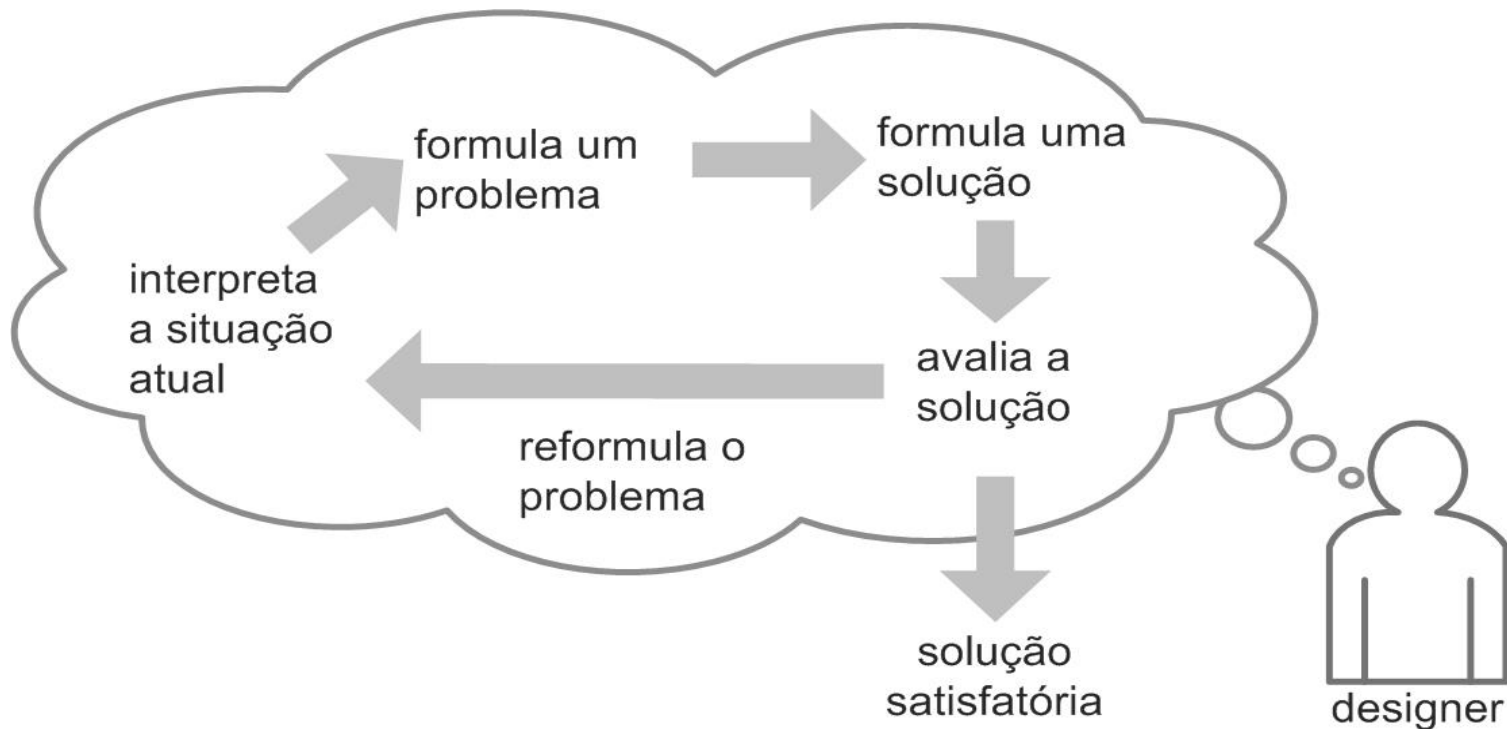 formula um
problema
formula uma
solução
interpreta
a situação
atual
avalia a
solução
reformula o
problema
solução
satisfatória
designer